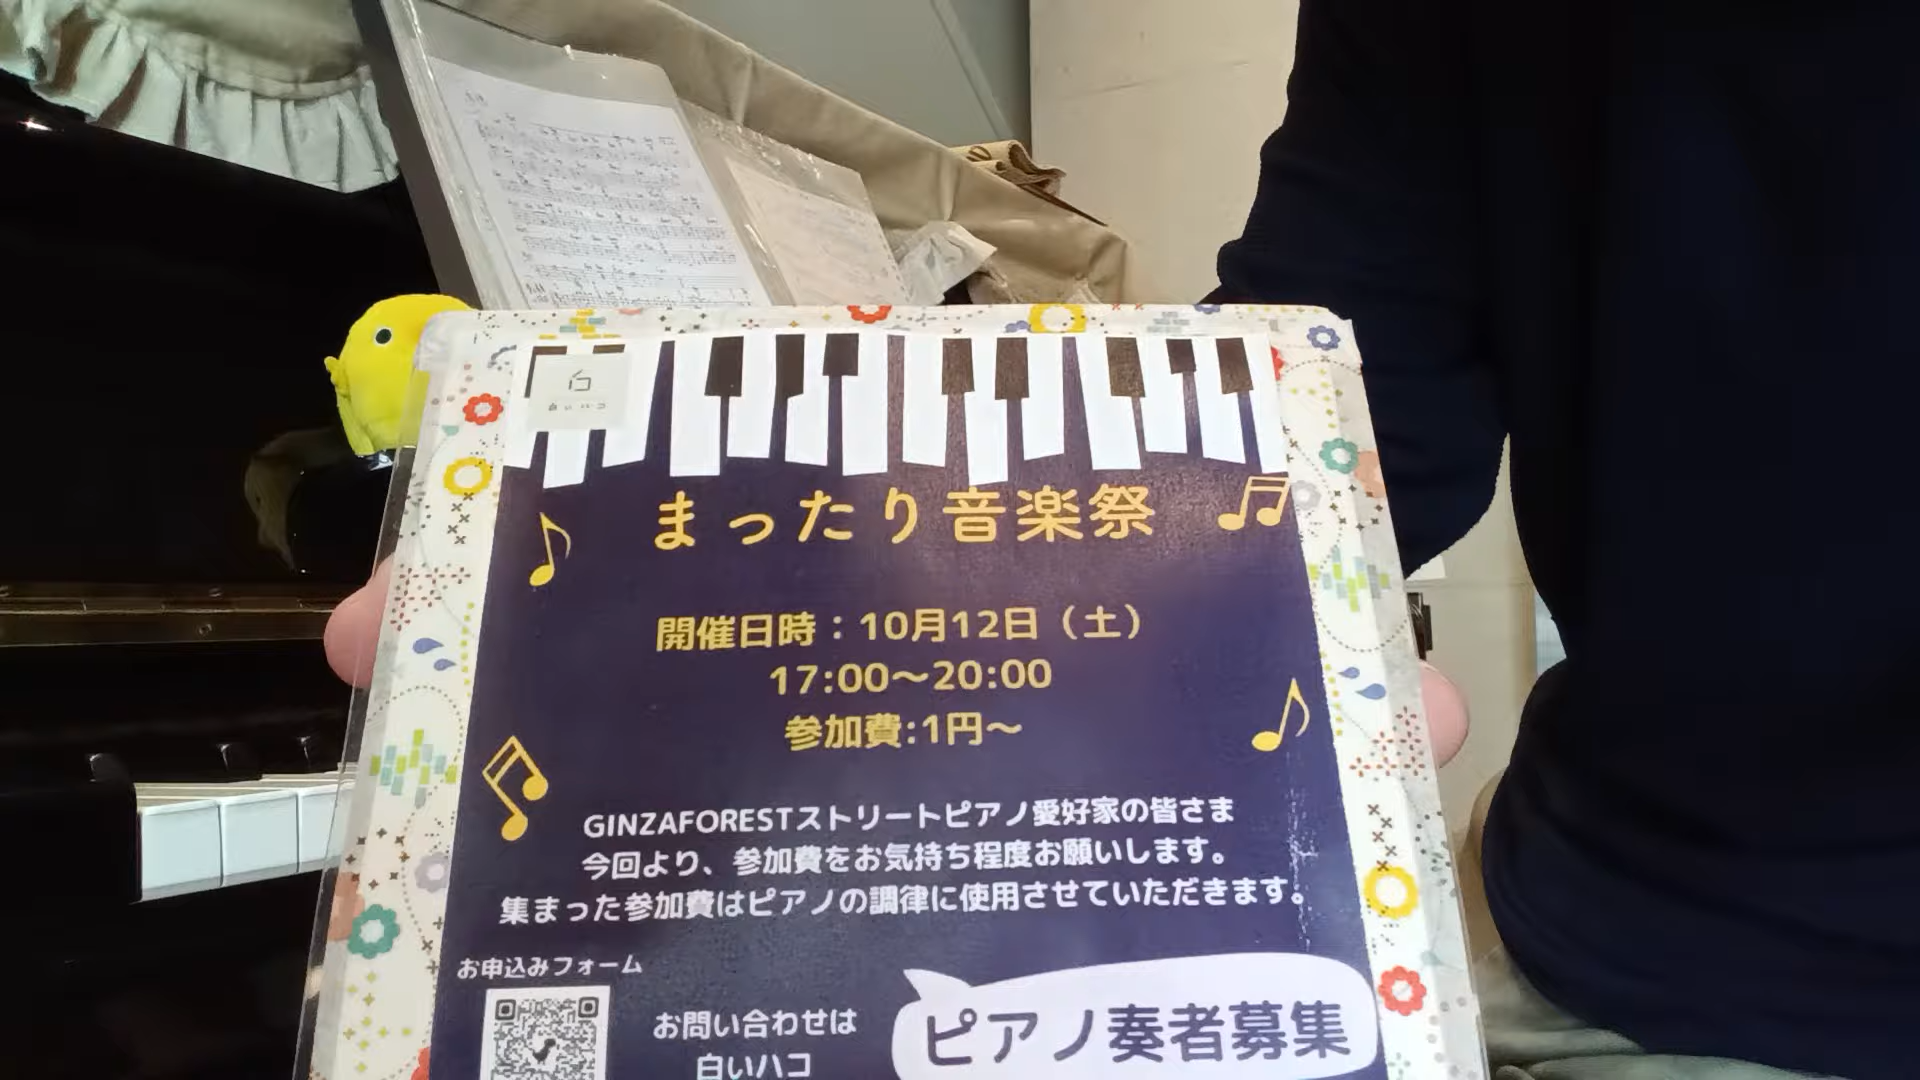 白いハコ
まったり音楽祭
開催日時：10月12日（土）
17:00〜20:00
参加費:1円〜
GINZAFORESTストリートピアノ愛好家の皆さま
今回より、参加費をお気持ち程度お願いします。
集まった参加費はピアノの調律に使用させていただきます。
お申込みフォーム
お問い合わせは
白いハコ
ピアノ奏者募集